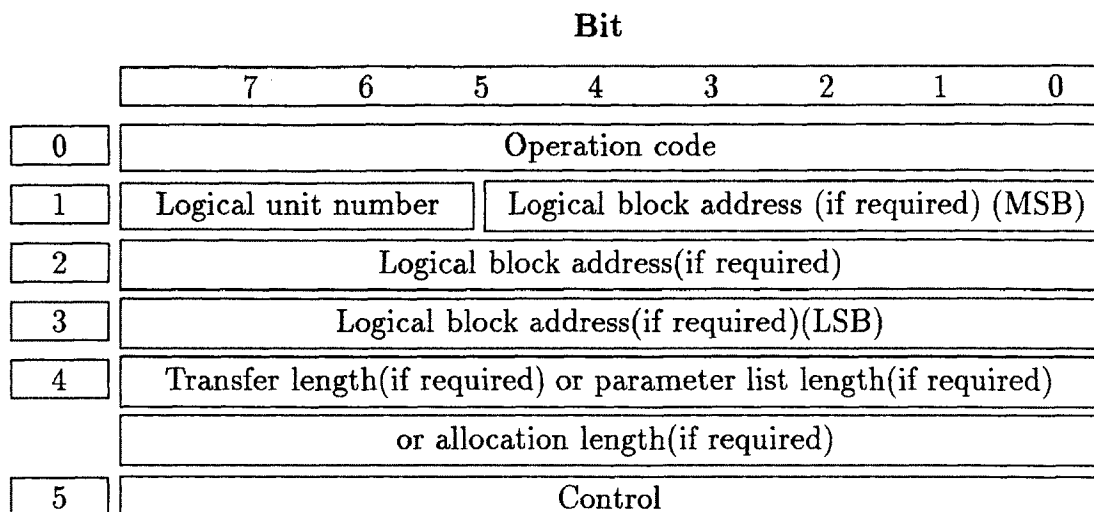 Bit
7 6 5 4 3 2 1 0
0 Operation code
1 Logical unit number Logical block address (if required) (MSB)
2 Logical block address(if required)
3 Logical block address(if required)(LSB)
4 Transfer length(if required) or parameter list length(if required)
or allocation length(if required)
5 Control